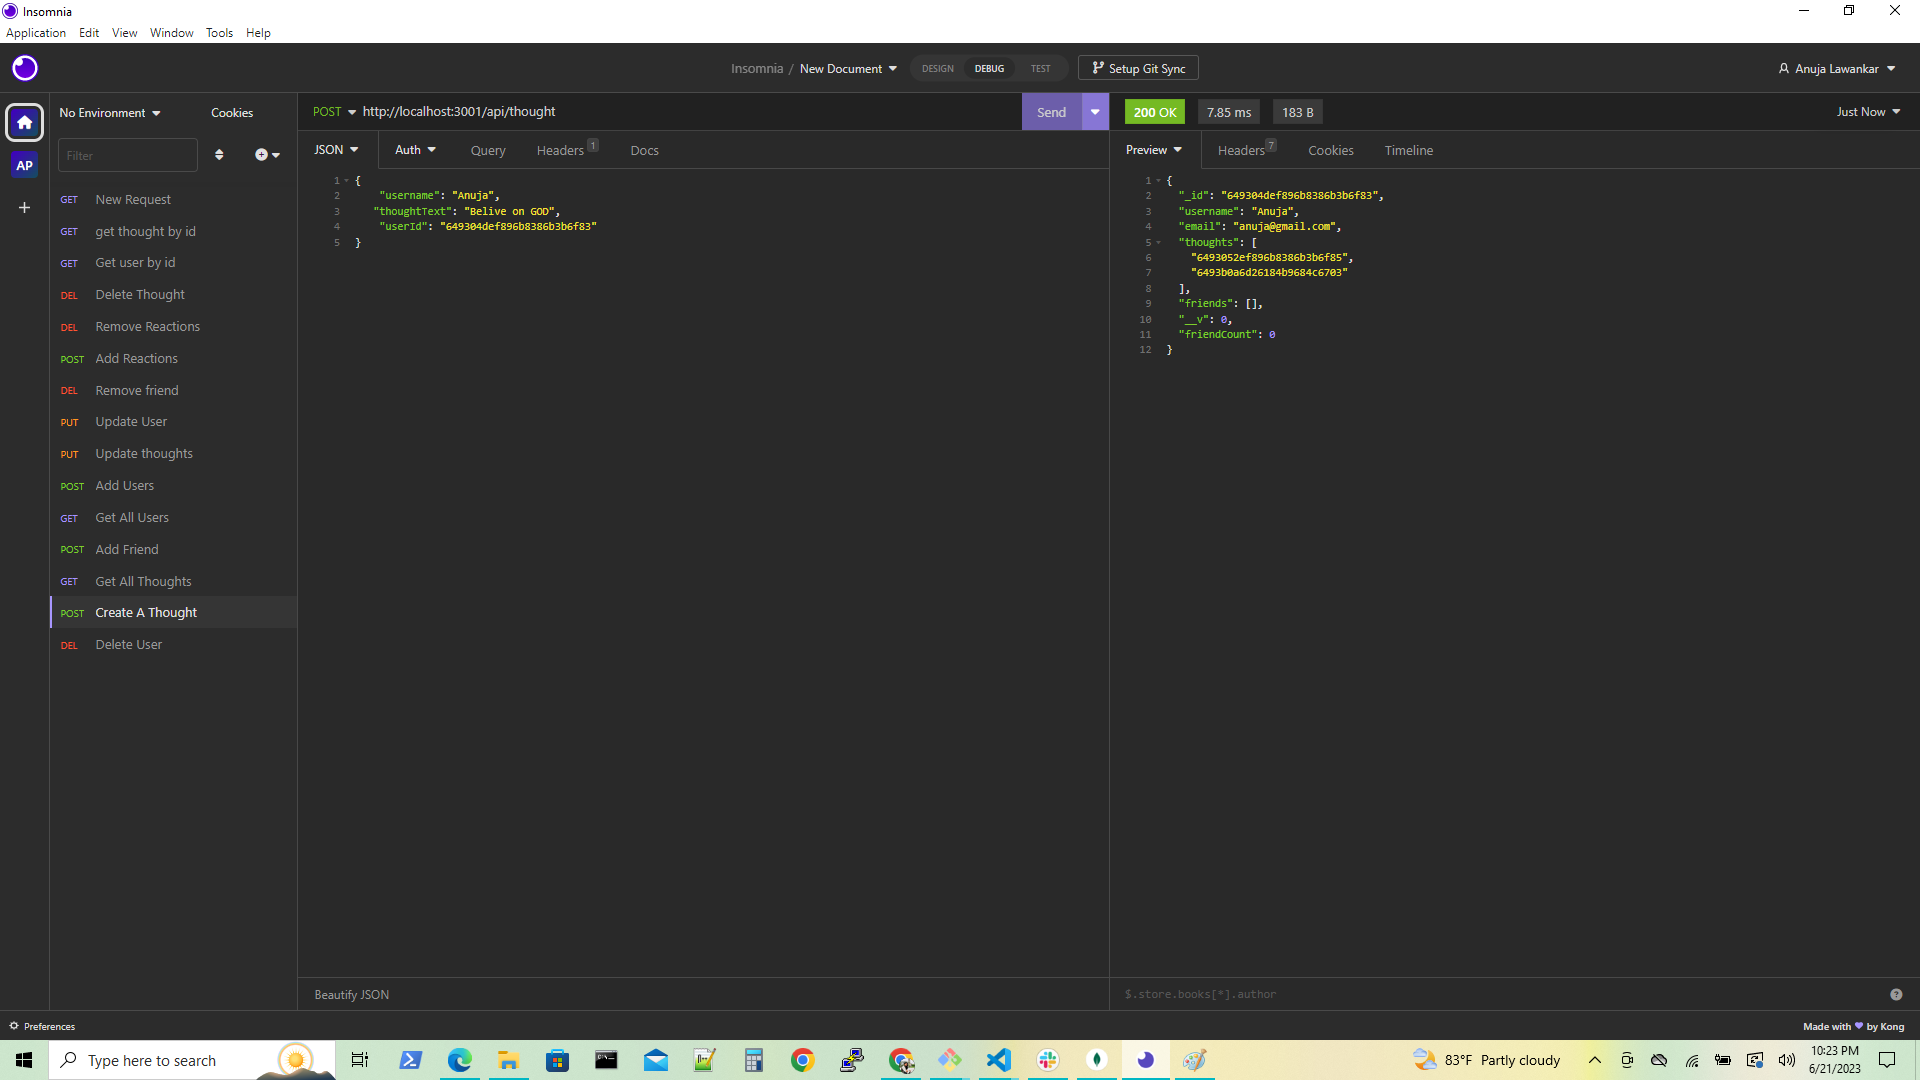 Insomnia
Application Edit View Window Tools Help
Insomnia / New Document DESIGN DEBUG TEST Setup Git Sync Anuja Lawankar
No Environment Cookies
AP
Filter
GET New Request
GET get thought by id
GET Get user by id
DEL Delete Thought
DEL Remove Reactions
POST Add Reactions
DEL Remove friend
PUT Update User
PUT Update thoughts
POST Add Users
GET Get All Users
POST Add Friend
GET Get All Thoughts
POST Create A Thought
DEL Delete User
POST http://localhost:3001/api/thought Send
JSON Auth Query Headers 1 Docs
1 {
2 "username": "Anuja",
3 "thoughtText": "Belive on GOD",
4 "userId": "649304def896b8386b3b6f83"
5 }
Beautify JSON
200 OK 7.85 ms 183 B Just Now
Preview Headers 7 Cookies Timeline
1 {
2 "_id": "649304def896b8386b3b6f83",
3 "username": "Anuja",
4 "email": "anuja@gmail.com",
5 "thoughts": [
6 "6493052ef896b8386b3b6f85",
7 "6493b0a6d26184b9684c6703"
8 ],
9 "friends": [],
10 "__v": 0,
11 "friendCount": 0
12 }
$.store.books[*].author
Preferences Made with by Kong
Type here to search 83°F Partly cloudy
10:23 PM
6/21/2023